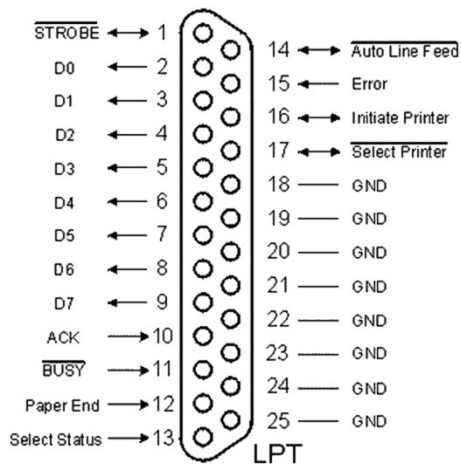 STROBE 1
D0 2
D1 3
D2 4
D3 5
D4 6
D5 7
D6 8
D7 9
ACK 10
BUSY 11
Paper End 12
Select Status 13
14 Auto Line Feed
15 Error
16 Initiate Printer
17 Select Printer
18 GND
19 GND
20 GND
21 GND
22 GND
23 GND
24 GND
25 GND
LPT